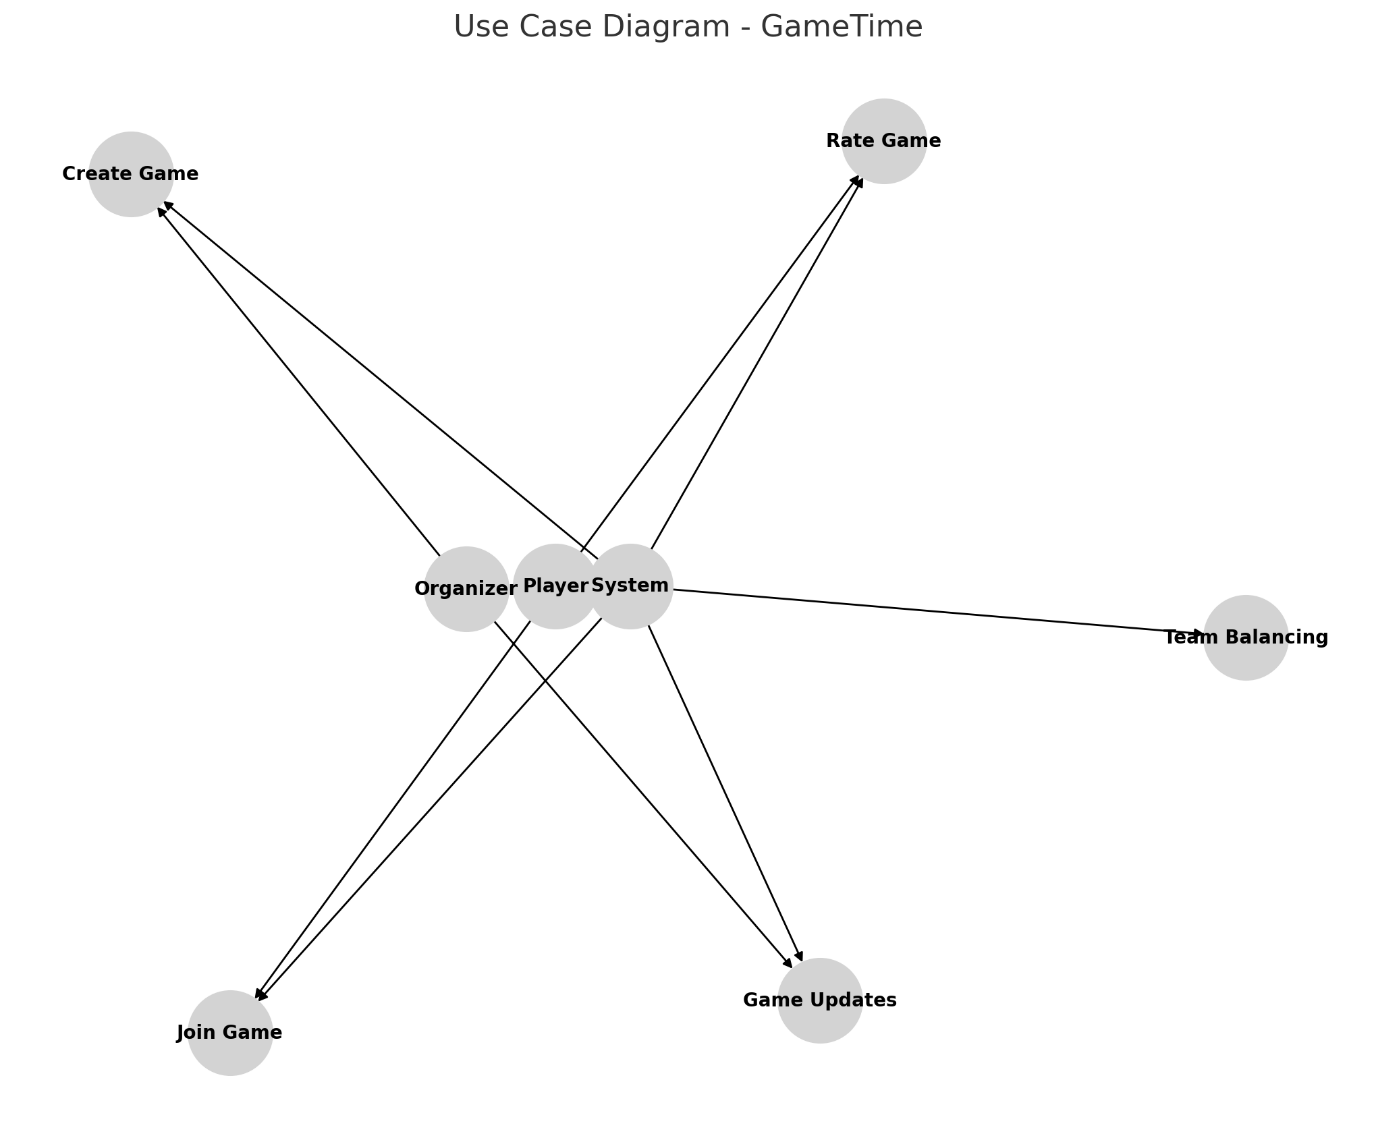 Use Case Diagram - GameTime
Rate Game
Create Game
Organizer
Player
System
Team Balancing
Game Updates
Join Game